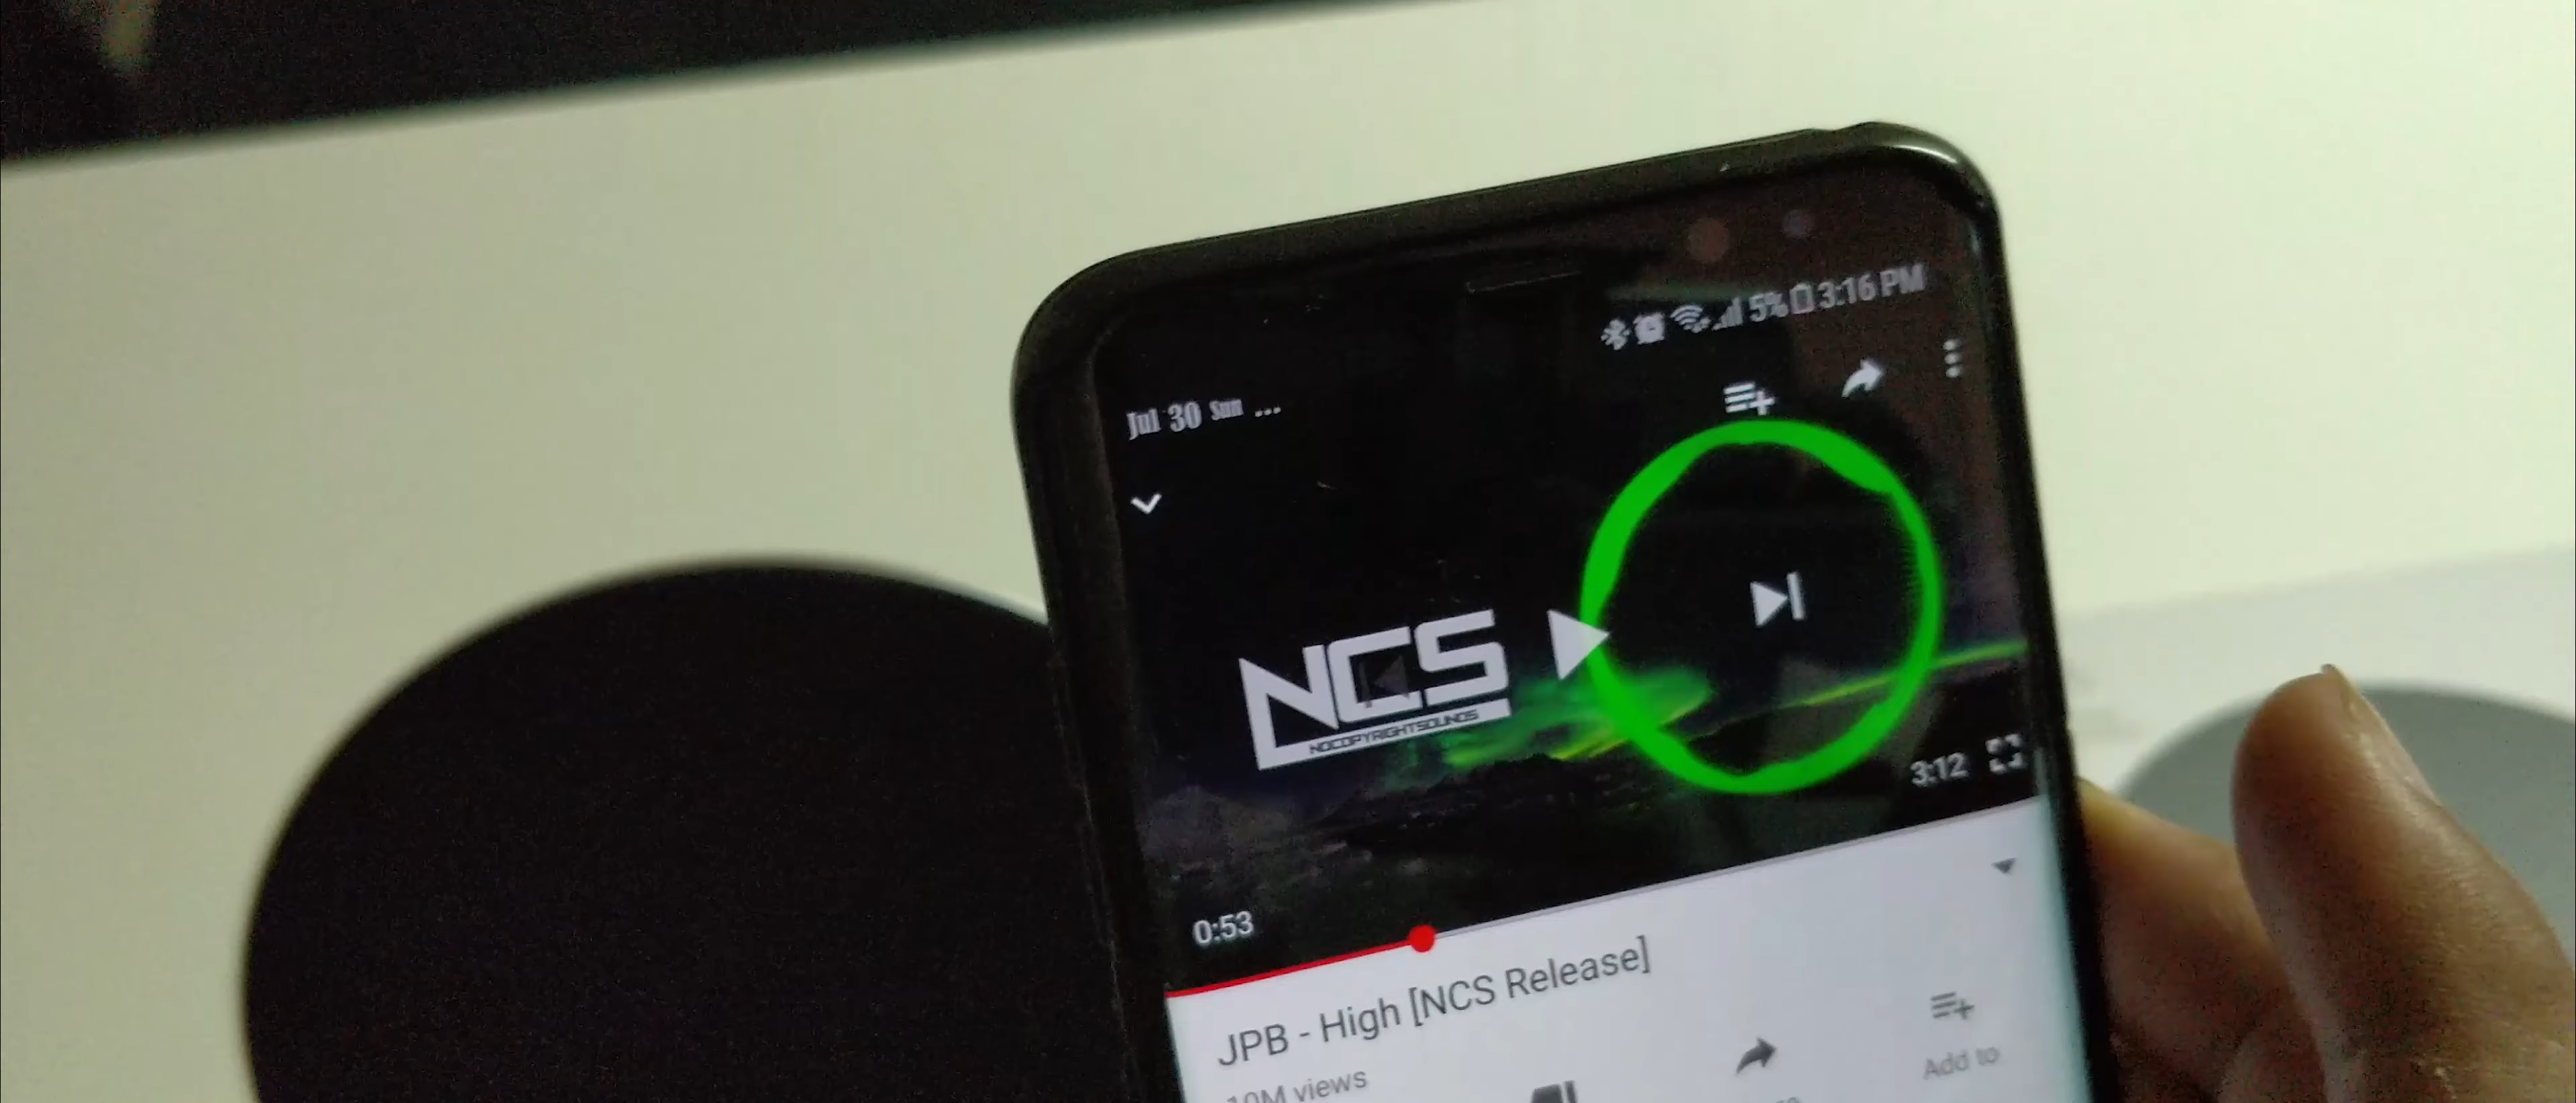 5% 3:16 PM
Jul 30 Sun ...
NCS
NOCOPYRIGHTSOUNDS
3:12
0:53
JPB - High [NCS Release]
10M views
Add to